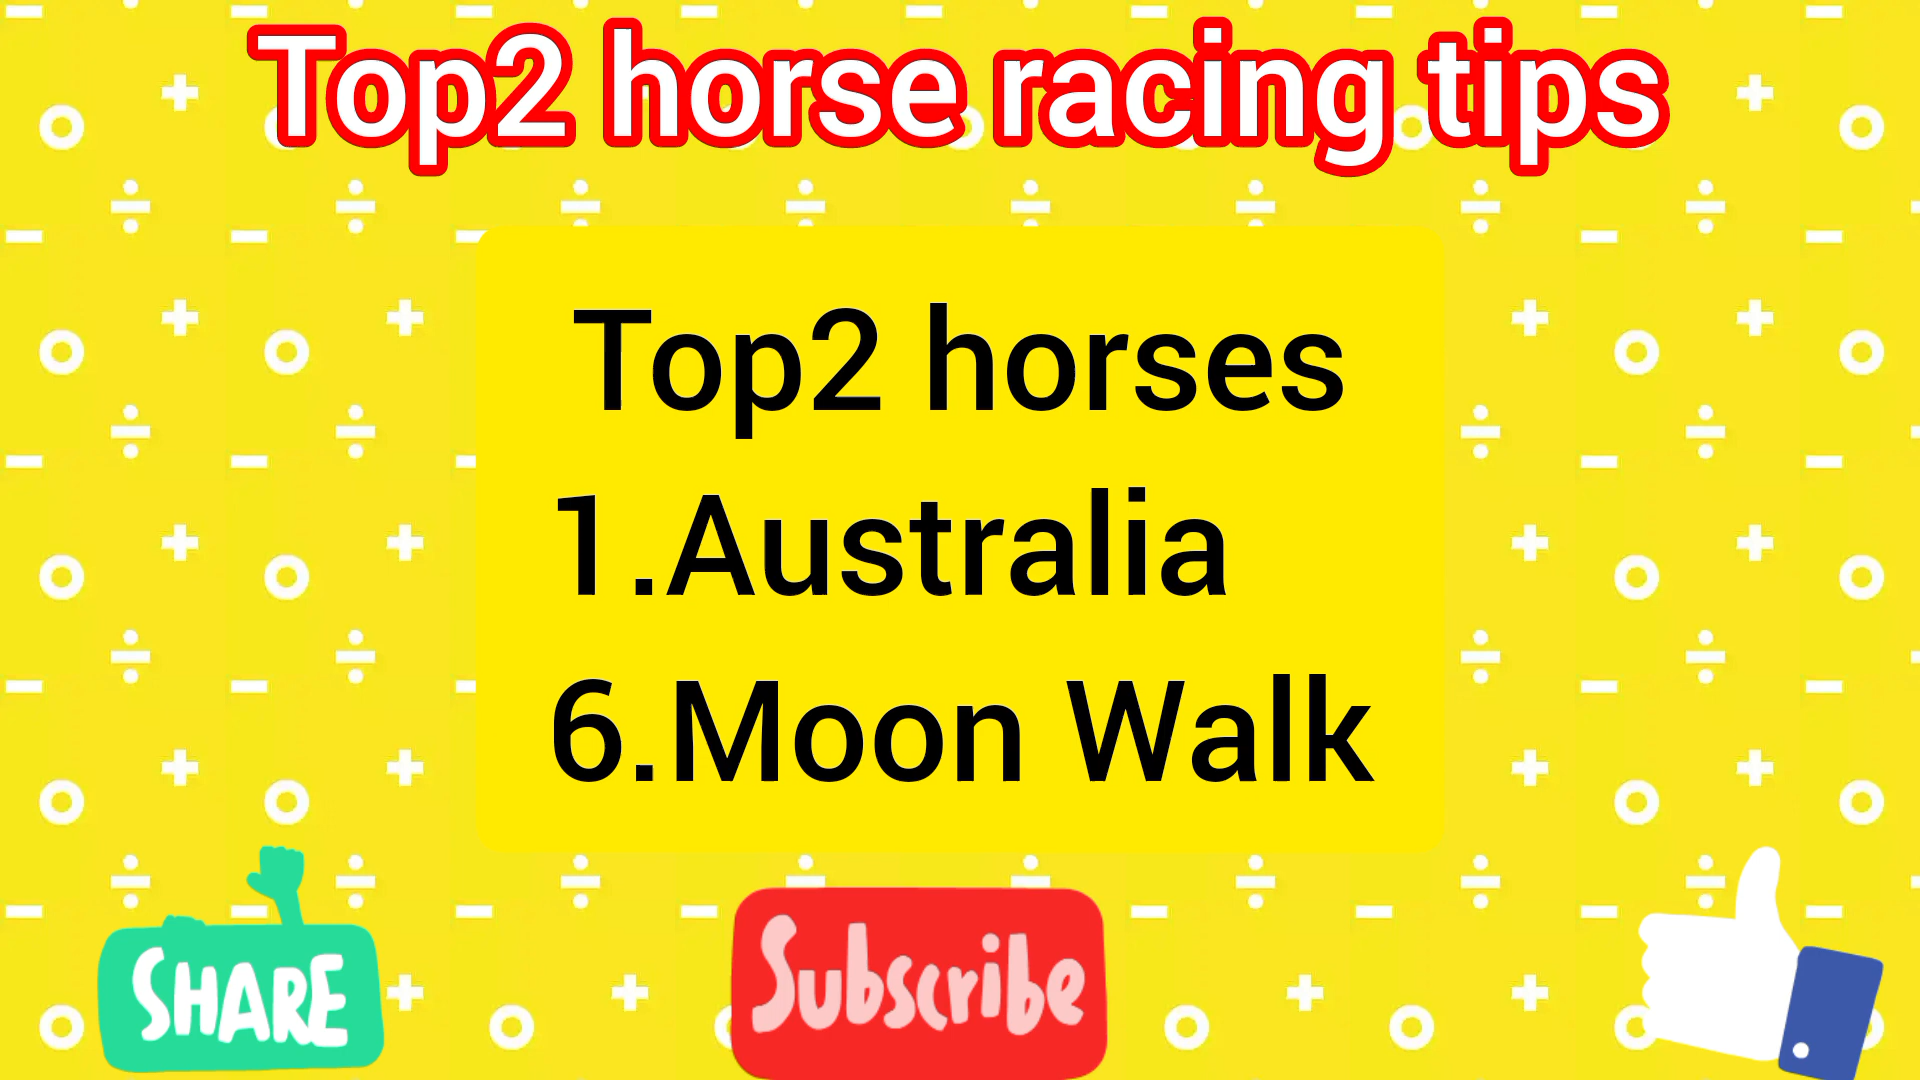 Top2 horse racing tips
Top2 horses
1.Australia
6.Moon Walk
SHARE
Subscribe